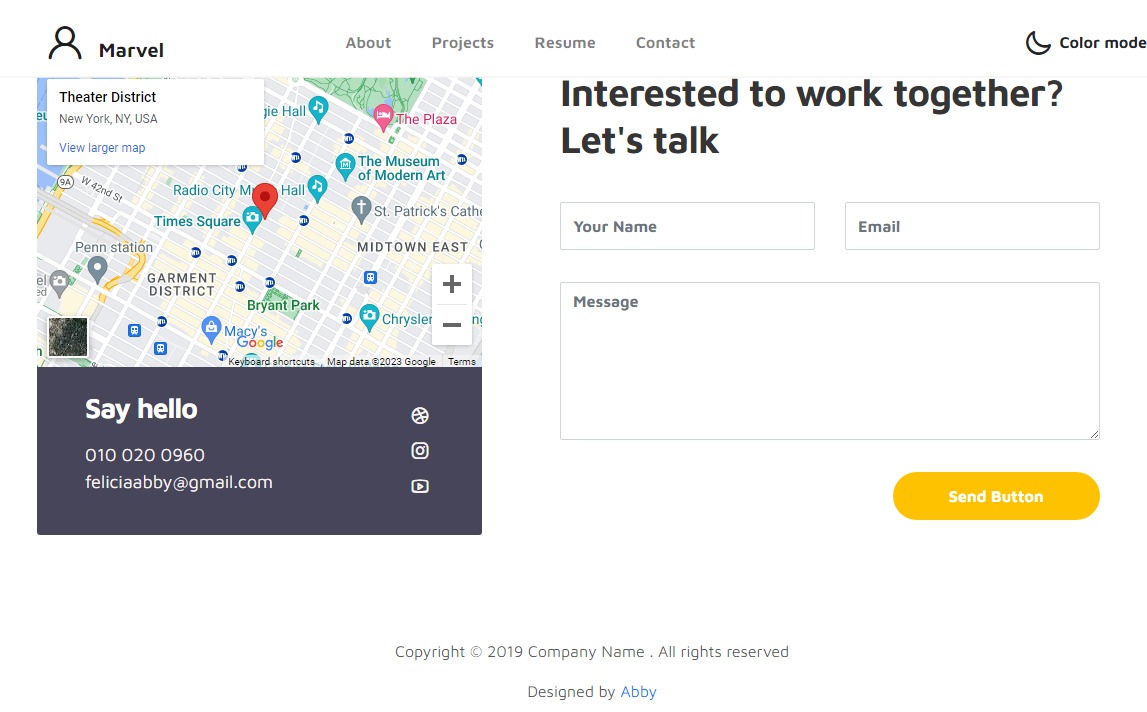 Marvel
About
Projects
Resume
Contact
Color mode
Theater District
New York, NY, USA
View larger map
gie Hall
The Plaza
The Museum
of Modern Art
9A
W 42nd St
Radio City M
Hall
Times Square
St. Patrick's Cathe
Penn station
MIDTOWN EAST
GARMENT
DISTRICT
Bryant Park
Macy's
Chrysler
ng
Google
Keyboard shortcuts
Map data ©2023 Google
Terms
Say hello
010 020 0960
feliciaabby@gmail.com
Interested to work together?
Let's talk
Your Name
Email
Message
Send Button
Copyright © 2019 Company Name . All rights reserved
Designed by Abby